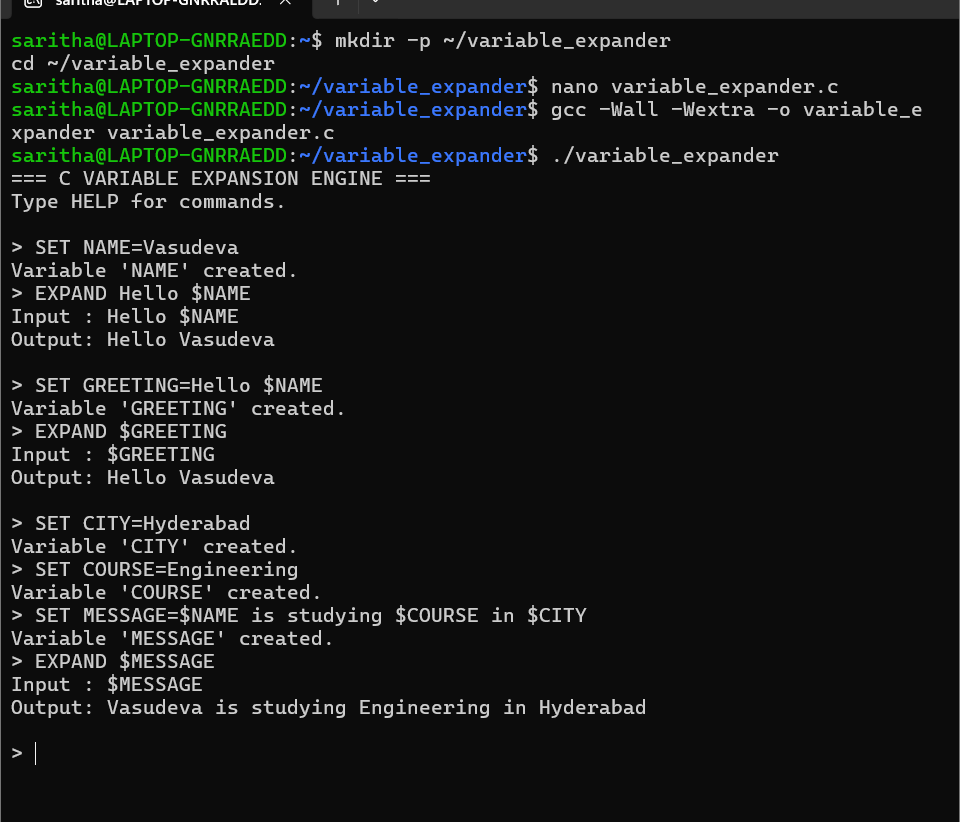 saritha@LAPTOP-GNRRAEDD:
saritha@LAPTOP-GNRRAEDD:~$ mkdir -p ~/variable_expander
cd ~/variable_expander
saritha@LAPTOP-GNRRAEDD:~/variable_expander$ nano variable_expander.c
saritha@LAPTOP-GNRRAEDD:~/variable_expander$ gcc -Wall -Wextra -o variable_e
xpander variable_expander.c
saritha@LAPTOP-GNRRAEDD:~/variable_expander$ ./variable_expander
=== C VARIABLE EXPANSION ENGINE ===
Type HELP for commands.

> SET NAME=Vasudeva
Variable 'NAME' created.
> EXPAND Hello $NAME
Input : Hello $NAME
Output: Hello Vasudeva

> SET GREETING=Hello $NAME
Variable 'GREETING' created.
> EXPAND $GREETING
Input : $GREETING
Output: Hello Vasudeva

> SET CITY=Hyderabad
Variable 'CITY' created.
> SET COURSE=Engineering
Variable 'COURSE' created.
> SET MESSAGE=$NAME is studying $COURSE in $CITY
Variable 'MESSAGE' created.
> EXPAND $MESSAGE
Input : $MESSAGE
Output: Vasudeva is studying Engineering in Hyderabad

>